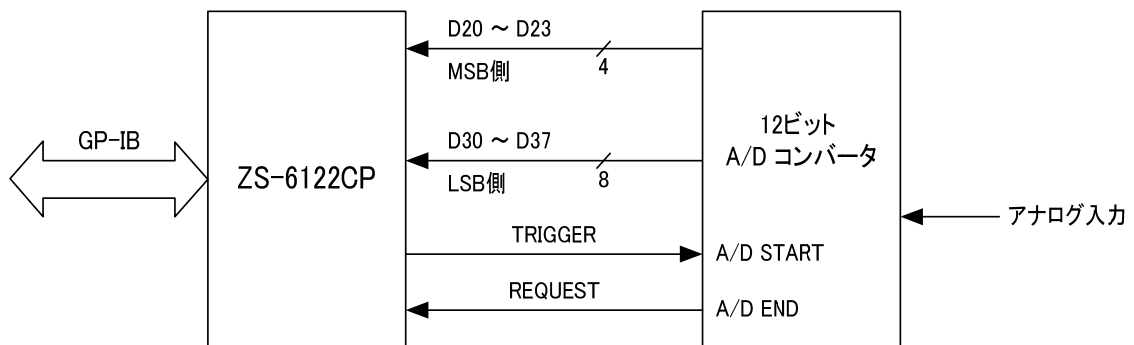 D20 ～ D23
MSB側
4
GP-IB
ZS-6122CP
D30 ～ D37
LSB側
8
12ビット
A/D コンバータ
アナログ入力
TRIGGER
A/D START
REQUEST
A/D END